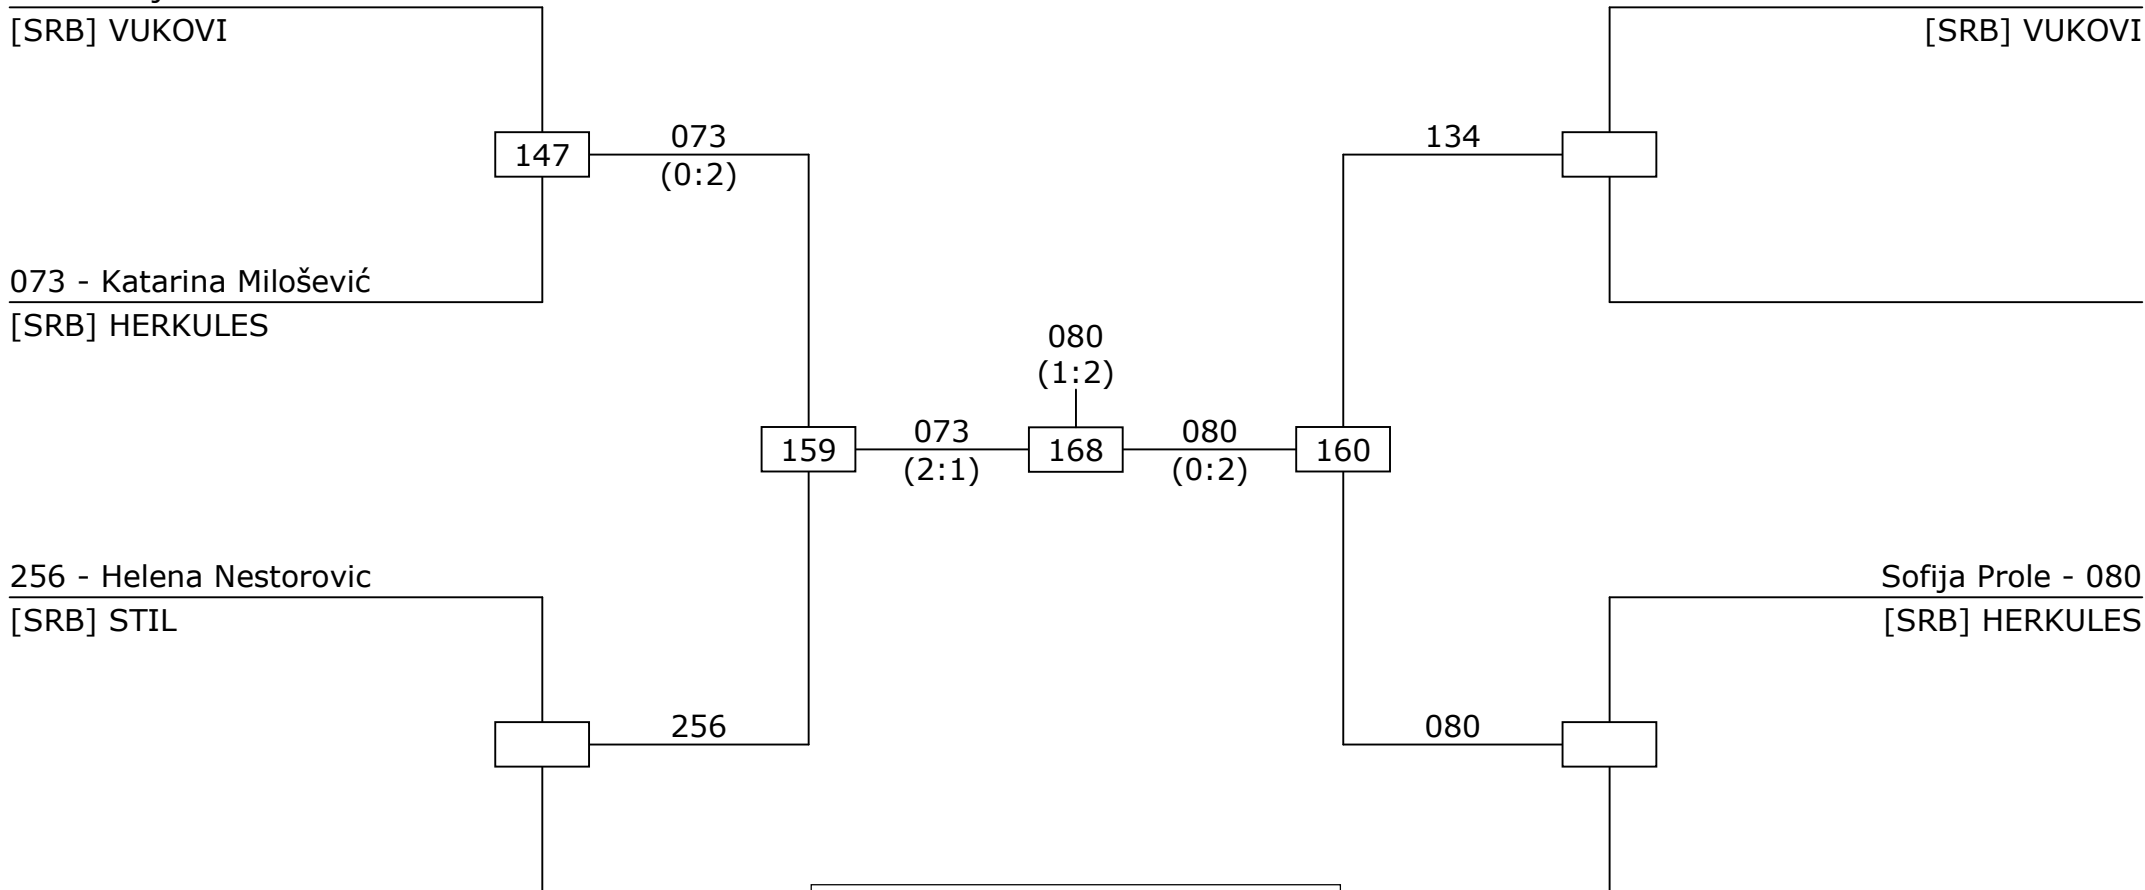 [SRB] VUKOVI
[SRB] VUKOVI
147
073
(0:2)
134
073 - Katarina Milošević
[SRB] HERKULES
080
(1:2)
159
073
(2:1)
168
080
(0:2)
160
256 - Helena Nestorovic
[SRB] STIL
Sofija Prole - 080
[SRB] HERKULES
256
080